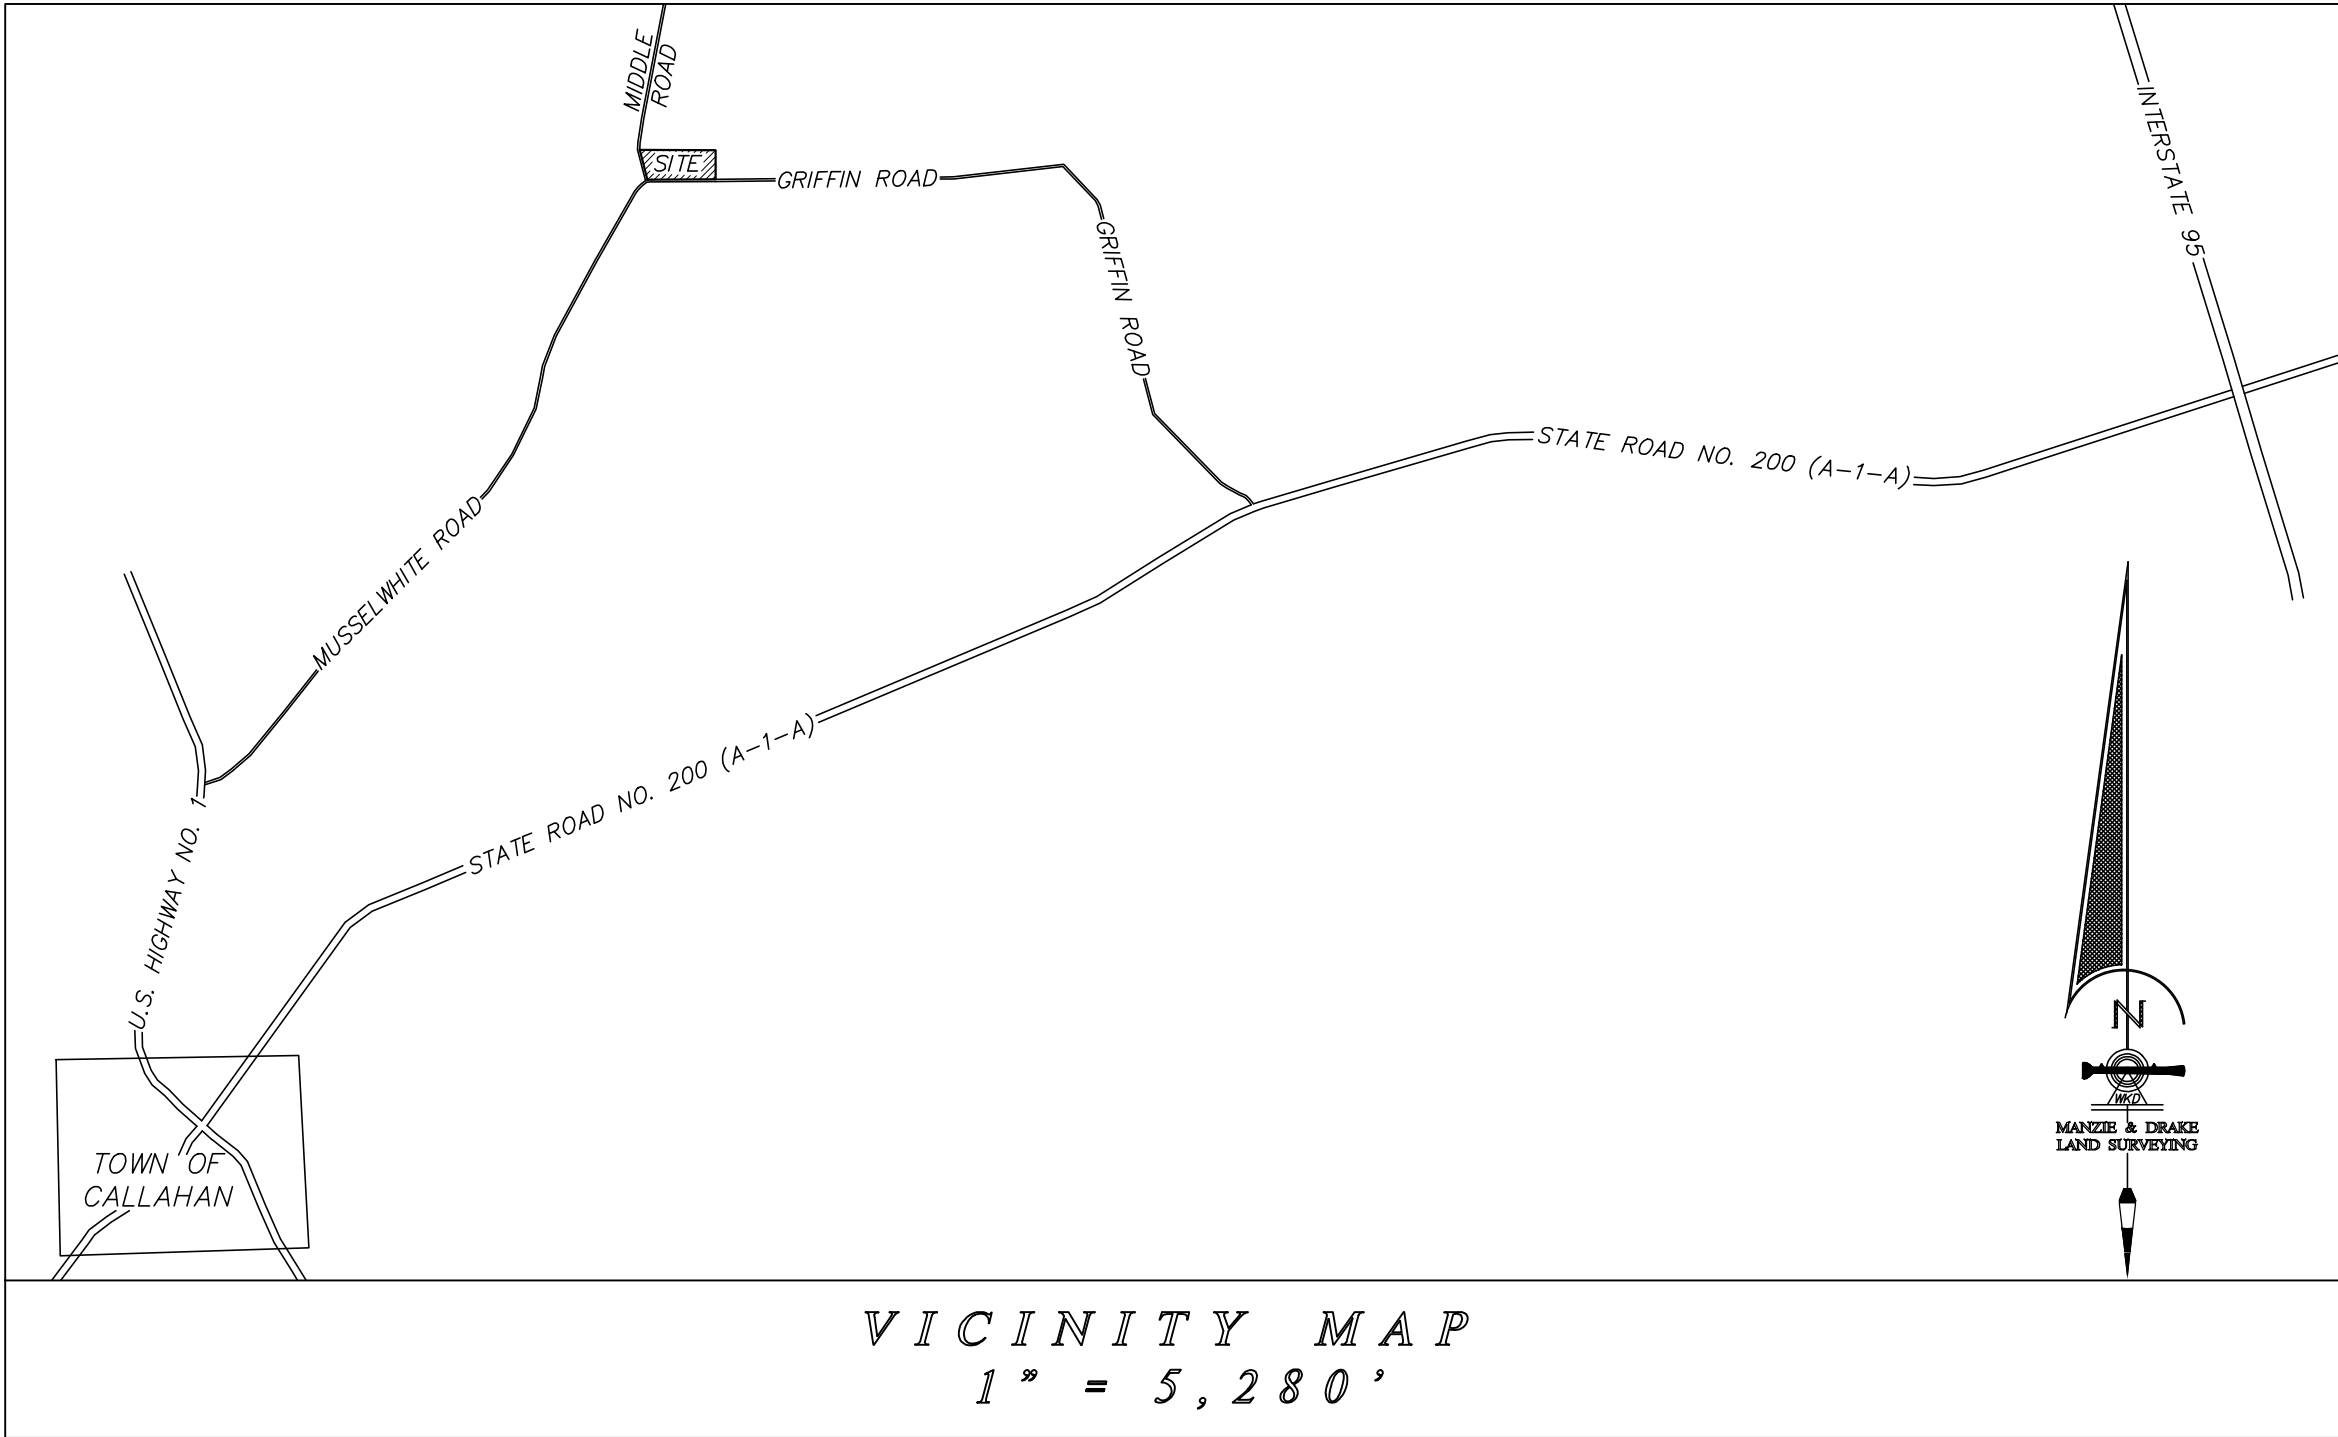 MIDDLE
ROAD
INTERSTATE 95
SITE
GRIFFIN ROAD
GRIFFIN ROAD
STATE ROAD NO. 200 (A-1-A)
MUSSELWHITE ROAD
STATE ROAD NO. 200 (A-1-A)
U.S. HIGHWAY NO. 1
N
WKD
MANZIE & DRAKE
LAND SURVEYING
TOWN OF
CALLAHAN
VICINITY MAP
1" = 5,280'